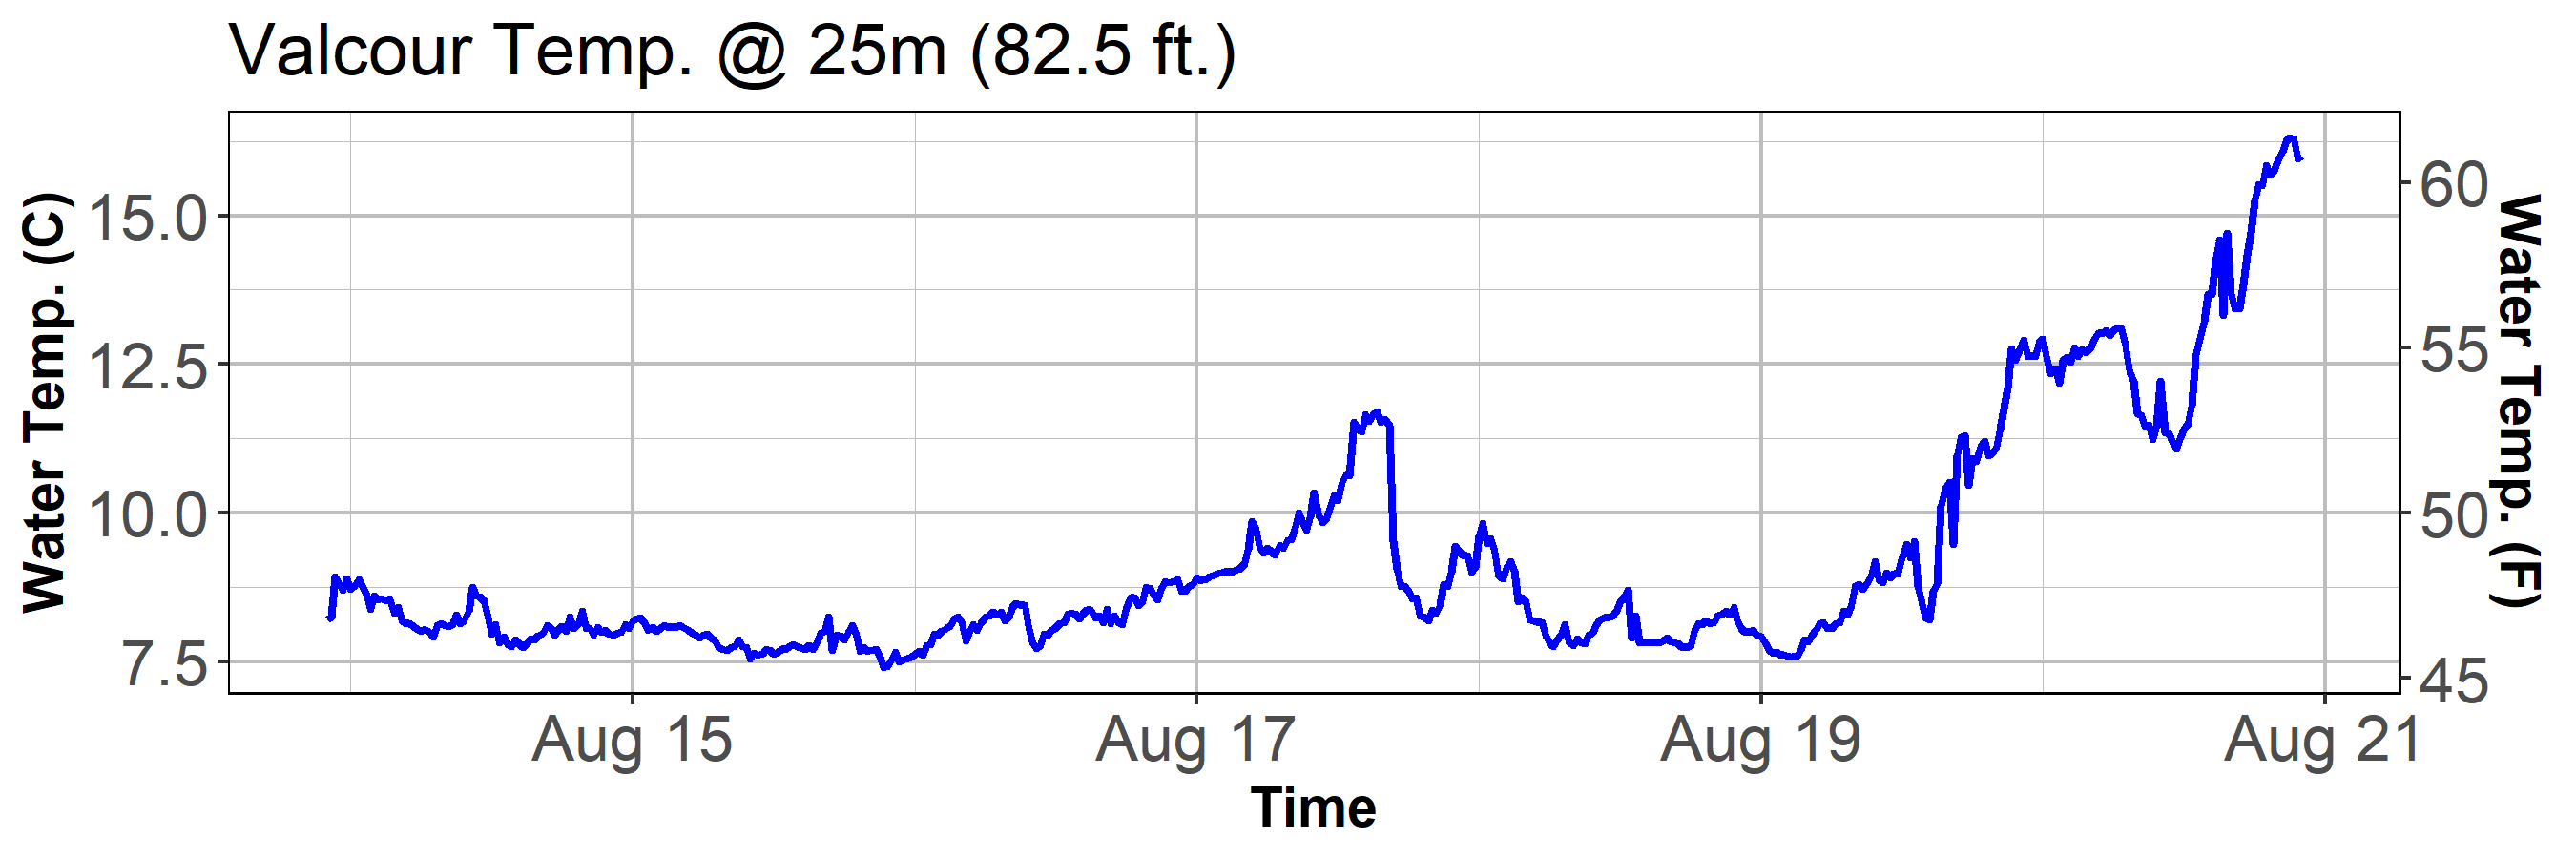 Valcour Temp. @ 25m (82.5 ft.)
Water Temp. (C)
15.0
12.5
10.0
7.5
60
55
50
45
Water Temp. (F)
Aug 15
Aug 17
Aug 19
Aug 21
Time